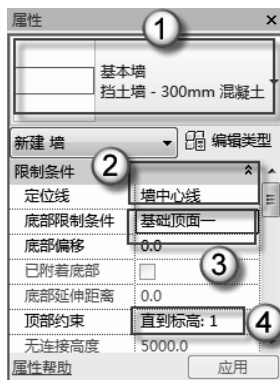 属性
1
基本墙
挡土墙 - 300mm 混凝土
新建 墙
编辑类型
限制条件
2
定位线 墙中心线
底部限制条件 基础顶面一
底部偏移 0.0
已附着底部
3
底部延伸距离 0.0
顶部约束 直到标高: 1
4
无连接高度 5000.0
属性帮助
应用